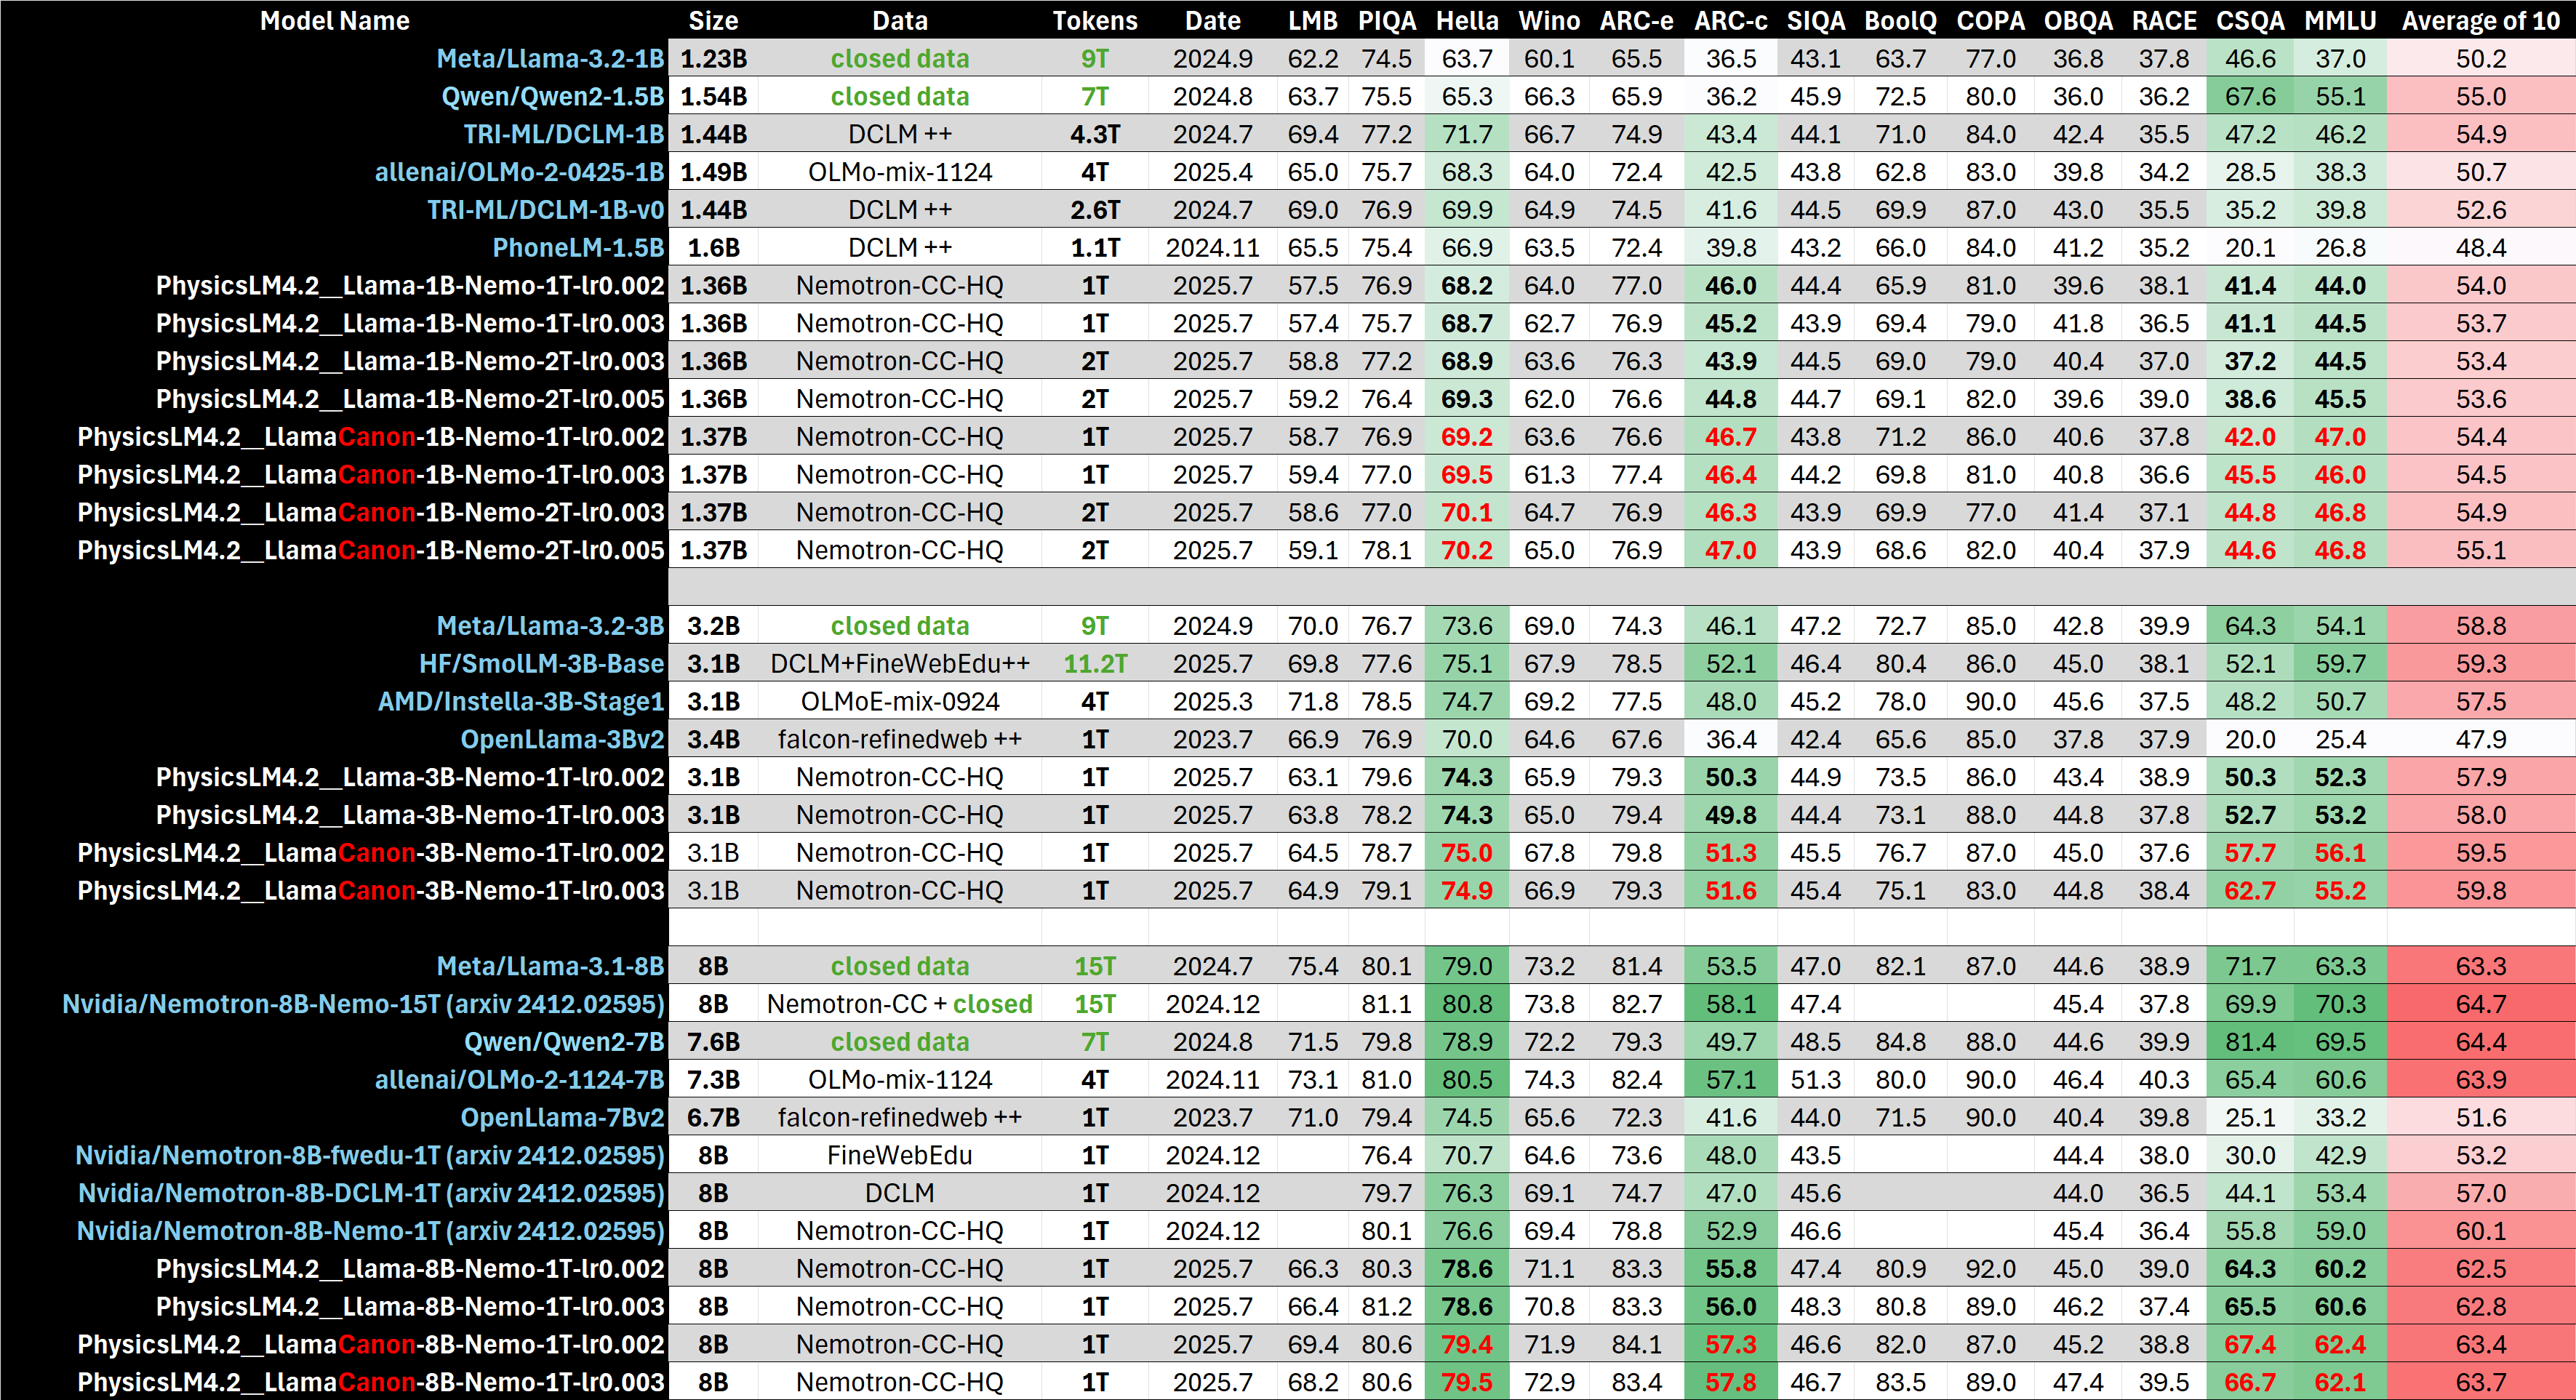 Model Name Size Data Tokens Date LMB PIQA Hella Wino ARC-e ARC-c SIQA BoolQ COPA OBQA RACE CSQA MMLU Average of 10
Meta/Llama-3.2-1B 1.23B closed data 9T 2024.9 62.2 74.5 63.7 60.1 65.5 36.5 43.1 63.7 77.0 36.8 37.8 46.6 37.0 50.2
Qwen/Qwen2-1.5B 1.54B closed data 7T 2024.8 63.7 75.5 65.3 66.3 65.9 36.2 45.9 72.5 80.0 36.0 36.2 67.6 55.1 55.0
TRI-ML/DCLM-1B 1.44B DCLM ++ 4.3T 2024.7 69.4 77.2 71.7 66.7 74.9 43.4 44.1 71.0 84.0 42.4 35.5 47.2 46.2 54.9
allenai/OLMo-2-0425-1B 1.49B OLMo-mix-1124 4T 2025.4 65.0 75.7 68.3 64.0 72.4 42.5 43.8 62.8 83.0 39.8 34.2 28.5 38.3 50.7
TRI-ML/DCLM-1B-v0 1.44B DCLM ++ 2.6T 2024.7 69.0 76.9 69.9 64.9 74.5 41.6 44.5 69.9 87.0 43.0 35.5 35.2 39.8 52.6
PhoneLM-1.5B 1.6B DCLM ++ 1.1T 2024.11 65.5 75.4 66.9 63.5 72.4 39.8 43.2 66.0 84.0 41.2 35.2 20.1 26.8 48.4
PhysicsLM4.2__Llama-1B-Nemo-1T-lr0.002 1.36B Nemotron-CC-HQ 1T 2025.7 57.5 76.9 68.2 64.0 77.0 46.0 44.4 65.9 81.0 39.6 38.1 41.4 44.0 54.0
PhysicsLM4.2__Llama-1B-Nemo-1T-lr0.003 1.36B Nemotron-CC-HQ 1T 2025.7 57.4 75.7 68.7 62.7 76.9 45.2 43.9 69.4 79.0 41.8 36.5 41.1 44.5 53.7
PhysicsLM4.2__Llama-1B-Nemo-2T-lr0.003 1.36B Nemotron-CC-HQ 2T 2025.7 58.8 77.2 68.9 63.6 76.3 43.9 44.5 69.0 79.0 40.4 37.0 37.2 44.5 53.4
PhysicsLM4.2__Llama-1B-Nemo-2T-lr0.005 1.36B Nemotron-CC-HQ 2T 2025.7 59.2 76.4 69.3 62.0 76.6 44.8 44.7 69.1 82.0 39.6 39.0 38.6 45.5 53.6
PhysicsLM4.2__LlamaCanon-1B-Nemo-1T-lr0.002 1.37B Nemotron-CC-HQ 1T 2025.7 58.7 76.9 69.2 63.6 76.6 46.7 43.8 71.2 86.0 40.6 37.8 42.0 47.0 54.4
PhysicsLM4.2__LlamaCanon-1B-Nemo-1T-lr0.003 1.37B Nemotron-CC-HQ 1T 2025.7 59.4 77.0 69.5 61.3 77.4 46.4 44.2 69.8 81.0 40.8 36.6 45.5 46.0 54.5
PhysicsLM4.2__LlamaCanon-1B-Nemo-2T-lr0.003 1.37B Nemotron-CC-HQ 2T 2025.7 58.6 77.0 70.1 64.7 76.9 46.3 43.9 69.9 77.0 41.4 37.1 44.8 46.8 54.9
PhysicsLM4.2__LlamaCanon-1B-Nemo-2T-lr0.005 1.37B Nemotron-CC-HQ 2T 2025.7 59.1 78.1 70.2 65.0 76.9 47.0 43.9 68.6 82.0 40.4 37.9 44.6 46.8 55.1
Meta/Llama-3.2-3B 3.2B closed data 9T 2024.9 70.0 76.7 73.6 69.0 74.3 46.1 47.2 72.7 85.0 42.8 39.9 64.3 54.1 58.8
HF/SmolLM-3B-Base 3.1B DCLM+FineWebEdu++ 11.2T 2025.7 69.8 77.6 75.1 67.9 78.5 52.1 46.4 80.4 86.0 45.0 38.1 52.1 59.7 59.3
AMD/Instella-3B-Stage1 3.1B OLMoE-mix-0924 4T 2025.3 71.8 78.5 74.7 69.2 77.5 48.0 45.2 78.0 90.0 45.6 37.5 48.2 50.7 57.5
OpenLlama-3Bv2 3.4B falcon-refinedweb ++ 1T 2023.7 66.9 76.9 70.0 64.6 67.6 36.4 42.4 65.6 85.0 37.8 37.9 20.0 25.4 47.9
PhysicsLM4.2__Llama-3B-Nemo-1T-lr0.002 3.1B Nemotron-CC-HQ 1T 2025.7 63.1 79.6 74.3 65.9 79.3 50.3 44.9 73.5 86.0 43.4 38.9 50.3 52.3 57.9
PhysicsLM4.2__Llama-3B-Nemo-1T-lr0.003 3.1B Nemotron-CC-HQ 1T 2025.7 63.8 78.2 74.3 65.0 79.4 49.8 44.4 73.1 88.0 44.8 37.8 52.7 53.2 58.0
PhysicsLM4.2__LlamaCanon-3B-Nemo-1T-lr0.002 3.1B Nemotron-CC-HQ 1T 2025.7 64.5 78.7 75.0 67.8 79.8 51.3 45.5 76.7 87.0 45.0 37.6 57.7 56.1 59.5
PhysicsLM4.2__LlamaCanon-3B-Nemo-1T-lr0.003 3.1B Nemotron-CC-HQ 1T 2025.7 64.9 79.1 74.9 66.9 79.3 51.6 45.4 75.1 83.0 44.8 38.4 62.7 55.2 59.8
Meta/Llama-3.1-8B 8B closed data 15T 2024.7 75.4 80.1 79.0 73.2 81.4 53.5 47.0 82.1 87.0 44.6 38.9 71.7 63.3 63.3
Nvidia/Nemotron-8B-Nemo-15T (arxiv 2412.02595) 8B Nemotron-CC + closed 15T 2024.12 81.1 80.8 73.8 82.7 58.1 47.4 45.4 37.8 69.9 70.3 64.7
Qwen/Qwen2-7B 7.6B closed data 7T 2024.8 71.5 79.8 78.9 72.2 79.3 49.7 48.5 84.8 88.0 44.6 39.9 81.4 69.5 64.4
allenai/OLMo-2-1124-7B 7.3B OLMo-mix-1124 4T 2024.11 73.1 81.0 80.5 74.3 82.4 57.1 51.3 80.0 90.0 46.4 40.3 65.4 60.6 63.9
OpenLlama-7Bv2 6.7B falcon-refinedweb ++ 1T 2023.7 71.0 79.4 74.5 65.6 72.3 41.6 44.0 71.5 90.0 40.4 39.8 25.1 33.2 51.6
Nvidia/Nemotron-8B-fwedu-1T (arxiv 2412.02595) 8B FineWebEdu 1T 2024.12 76.4 70.7 64.6 73.6 48.0 43.5 44.4 38.0 30.0 42.9 53.2
Nvidia/Nemotron-8B-DCLM-1T (arxiv 2412.02595) 8B DCLM 1T 2024.12 79.7 76.3 69.1 74.7 47.0 45.6 44.0 36.5 44.1 53.4 57.0
Nvidia/Nemotron-8B-Nemo-1T (arxiv 2412.02595) 8B Nemotron-CC-HQ 1T 2024.12 80.1 76.6 69.4 78.8 52.9 46.6 45.4 36.4 55.8 59.0 60.1
PhysicsLM4.2__Llama-8B-Nemo-1T-lr0.002 8B Nemotron-CC-HQ 1T 2025.7 66.3 80.3 78.6 71.1 83.3 55.8 47.4 80.9 92.0 45.0 39.0 64.3 60.2 62.5
PhysicsLM4.2__Llama-8B-Nemo-1T-lr0.003 8B Nemotron-CC-HQ 1T 2025.7 66.4 81.2 78.6 70.8 83.3 56.0 48.3 80.8 89.0 46.2 37.4 65.5 60.6 62.8
PhysicsLM4.2__LlamaCanon-8B-Nemo-1T-lr0.002 8B Nemotron-CC-HQ 1T 2025.7 69.4 80.6 79.4 71.9 84.1 57.3 46.6 82.0 87.0 45.2 38.8 67.4 62.4 63.4
PhysicsLM4.2__LlamaCanon-8B-Nemo-1T-lr0.003 8B Nemotron-CC-HQ 1T 2025.7 68.2 80.6 79.5 72.9 83.4 57.8 46.7 83.5 89.0 47.4 39.5 66.7 62.1 63.7